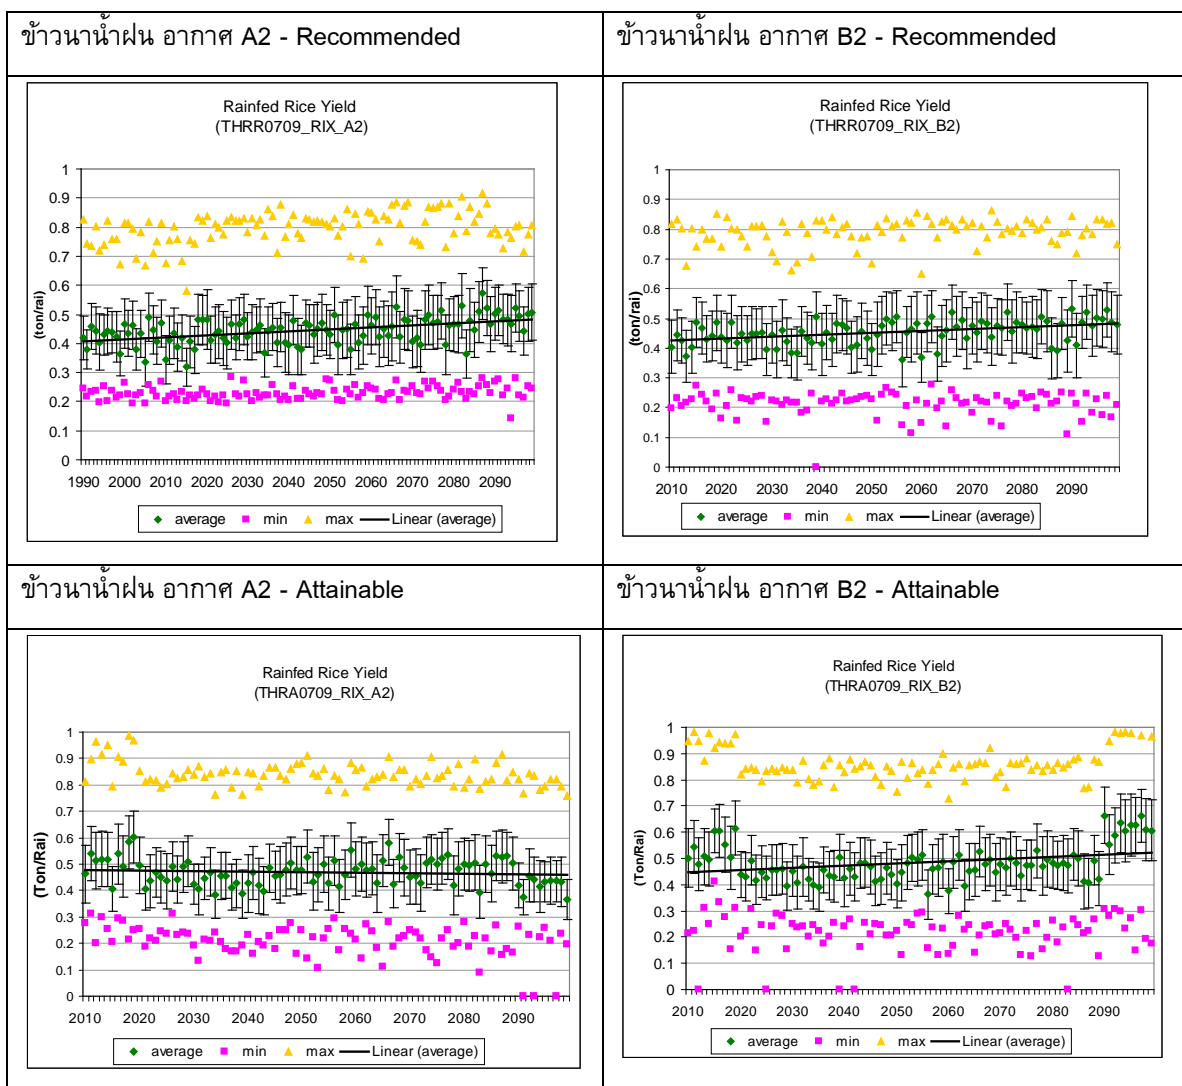 ข้าวนาน้ำฝน อากาศ A2 - Recommended
Rainfed Rice Yield
(THRR0709_RIX_A2)
(ton/rai)
1
0.9
0.8
0.7
0.6
0.5
0.4
0.3
0.2
0.1
0
1990 2000 2010 2020 2030 2040 2050 2060 2070 2080 2090
average min max Linear (average)
ข้าวนาน้ำฝน อากาศ B2 - Recommended
Rainfed Rice Yield
(THRR0709_RIX_B2)
(ton/rai)
1
0.9
0.8
0.7
0.6
0.5
0.4
0.3
0.2
0.1
0
2010 2020 2030 2040 2050 2060 2070 2080 2090
average min max Linear (average)
ข้าวนาน้ำฝน อากาศ A2 - Attainable
Rainfed Rice Yield
(THRA0709_RIX_A2)
(Ton/Rai)
1
0.9
0.8
0.7
0.6
0.5
0.4
0.3
0.2
0.1
0
2010 2020 2030 2040 2050 2060 2070 2080 2090
average min max Linear (average)
ข้าวนาน้ำฝน อากาศ B2 - Attainable
Rainfed Rice Yield
(THRA0709_RIX_B2)
(Ton/Rai)
1
0.9
0.8
0.7
0.6
0.5
0.4
0.3
0.2
0.1
0
2010 2020 2030 2040 2050 2060 2070 2080 2090
average min max Linear (average)